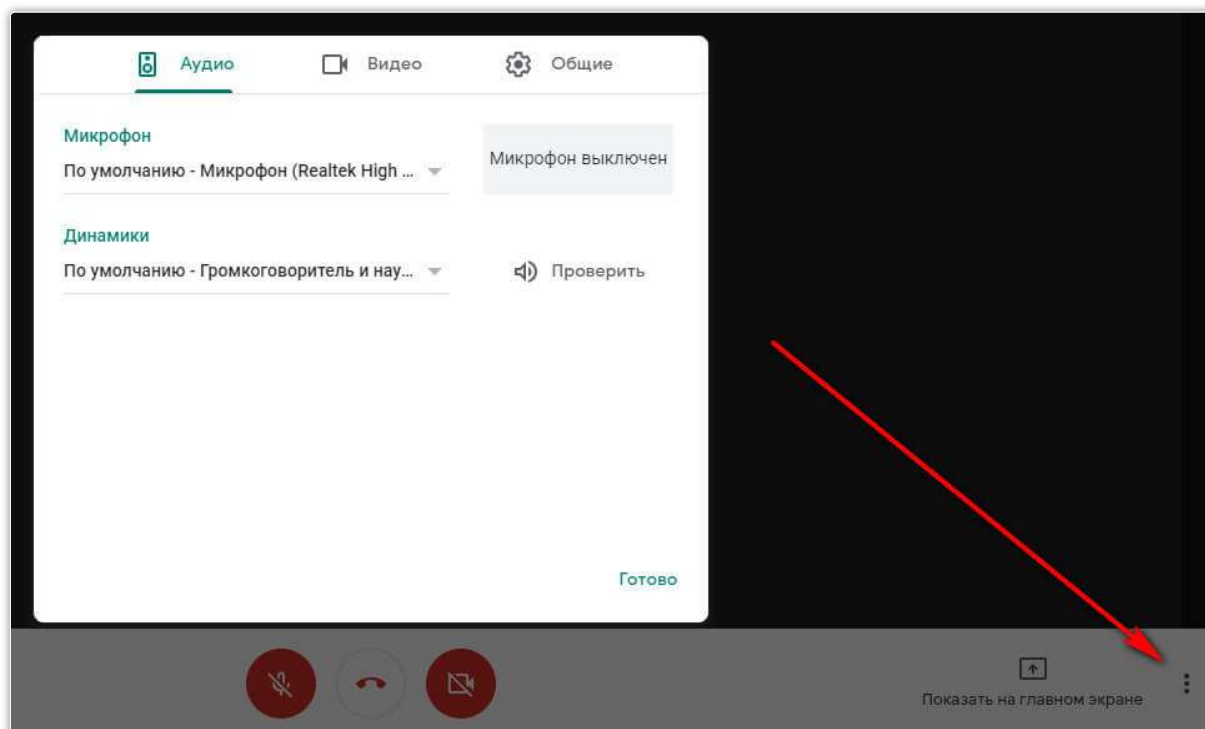 Аудио
Видео
Общие
Микрофон
По умолчанию - Микрофон (Realtek High ...
Микрофон выключен
Динамики
По умолчанию - Громкоговоритель и нау...
Проверить
Готово
Показать на главном экране